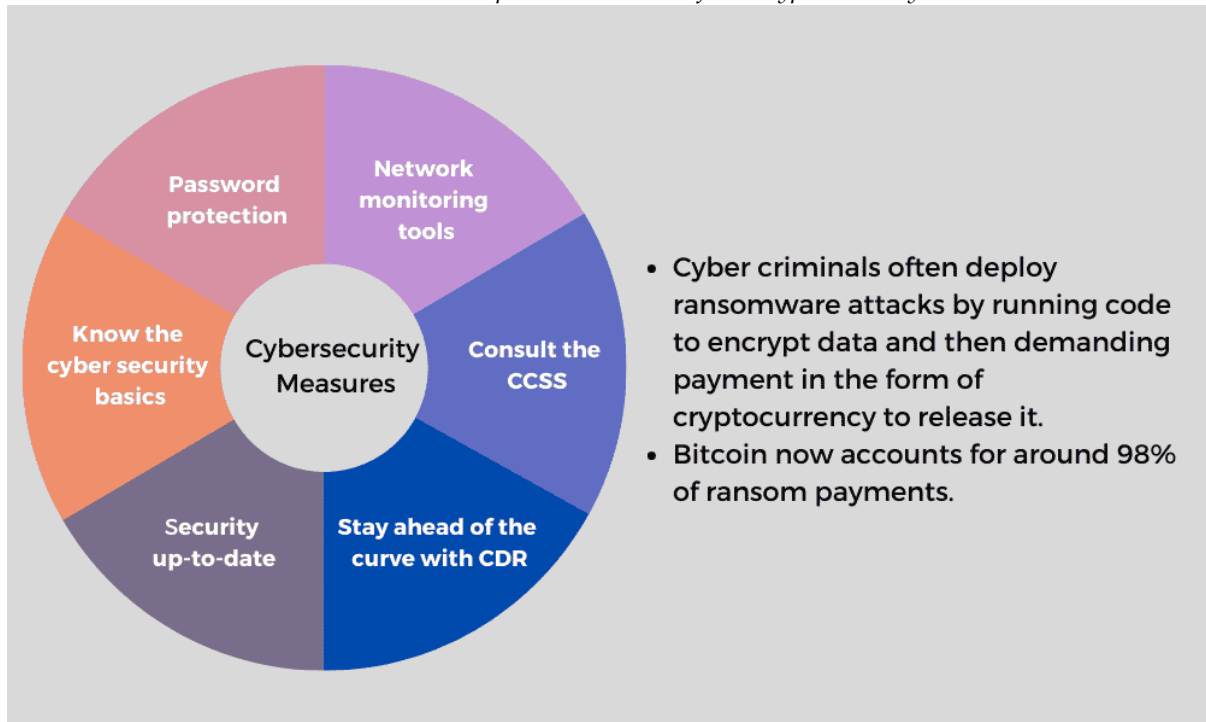 Password
protection
Network
monitoring
tools
Know the
cyber security
basics
Cybersecurity
Measures
Consult the
CCSS
Security
up-to-date
Stay ahead of the
curve with CDR
• Cyber criminals often deploy
ransomware attacks by running code
to encrypt data and then demanding
payment in the form of
cryptocurrency to release it.
• Bitcoin now accounts for around 98%
of ransom payments.